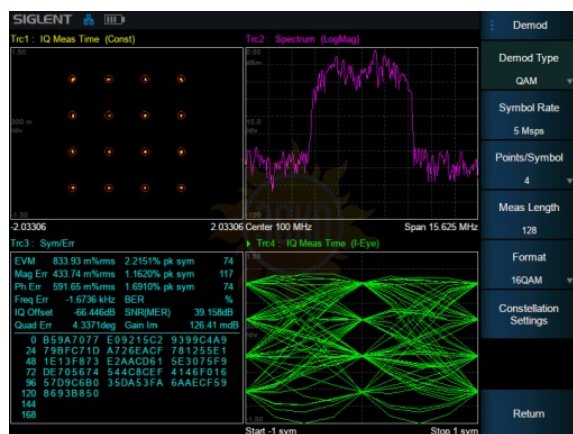 SIGLENT
Trc1 : IQ Meas Time (Const)
1.50
300 m
/div
-1.50
-2.03306 2.03306
Trc2 : Spectrum (LogMag)
0.00
dBm
10.0
/div
-100
Center 100 MHz Span 15.625 MHz
Trc3 : Sym/Err
EVM 833.93 m%rms 2.2151% pk sym 74
Mag Err 433.74 m%rms 1.1620% pk sym 117
Ph Err 591.65 m%rms 1.6910% pk sym 74
Freq Err -1.6736 kHz BER %
IQ Offset -66.446dB SNR(MER) 39.158dB
Quad Err 4.3371deg Gain Im 126.41 mdB
0 B59A7077 E09215C2 9399C4A9
24 79BFC71D A726EACF 781255E1
48 1E13F873 E2AACD61 5E3075F9
72 DE705674 544C8CEF 4146F016
96 57D9C6B0 35DA53FA 6AAECF59
120 8693B850
144
168
Trc4 : IQ Meas Time (I-Eye)
1.50
-1.50
Start -1 sym Stop 1 sym
Demod
Demod Type
QAM
Symbol Rate
5 Msps
Points/Symbol
4
Meas Length
128
Format
16QAM
Constellation
Settings
Return